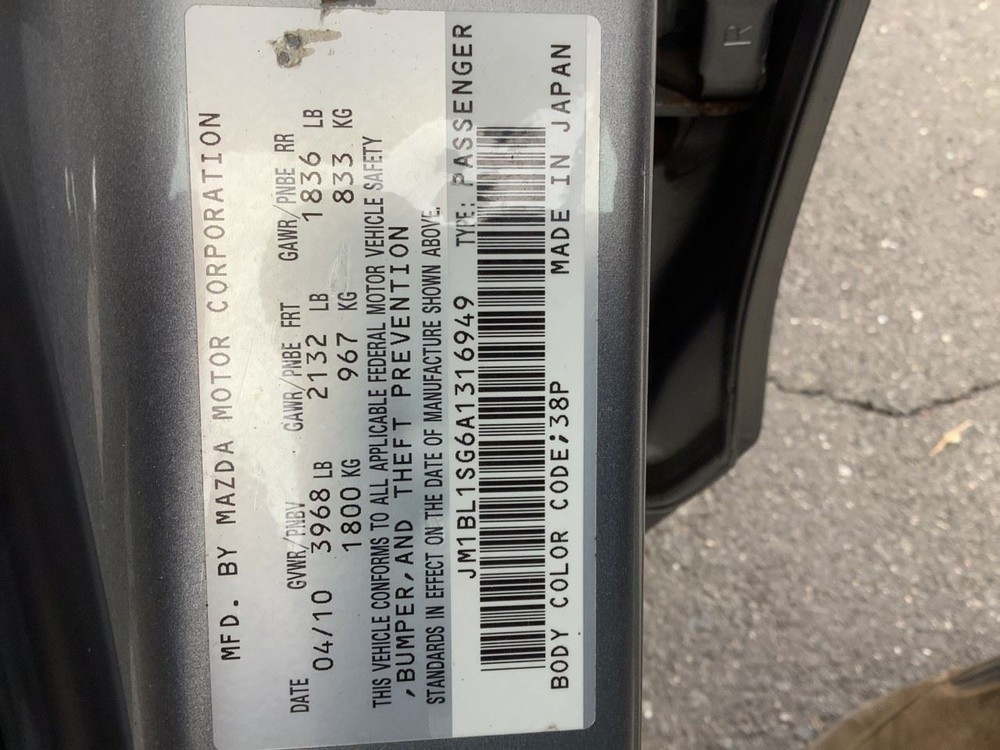 MFD. BY MAZDA MOTOR CORPORATION
DATE GVWR/PNBV GAWR/PNBE FRT GAWR/PNBE RR
04/10 3968 LB 2132 LB 1836 LB
1800 KG 967 KG 833 KG
THIS VEHICLE CONFORMS TO ALL APPLICABLE FEDERAL MOTOR VEHICLE SAFETY
,BUMPER,AND THEFT PREVENTION
STANDARDS IN EFFECT ON THE DATE OF MANUFACTURE SHOWN ABOVE.
JM1BL1SG6A1316949 TYPE: PASSENGER
BODY COLOR CODE;38P MADE IN JAPAN
R